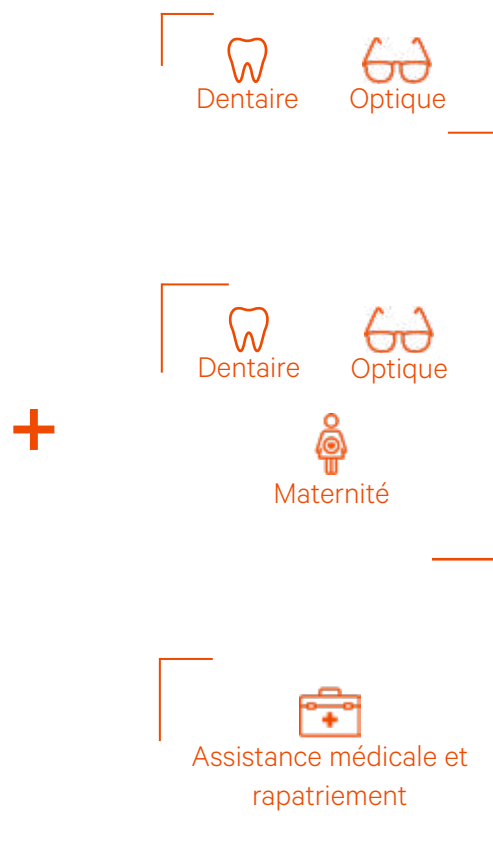 Dentaire Optique
Dentaire Optique
+
Maternité
Assistance médicale et
rapatriement